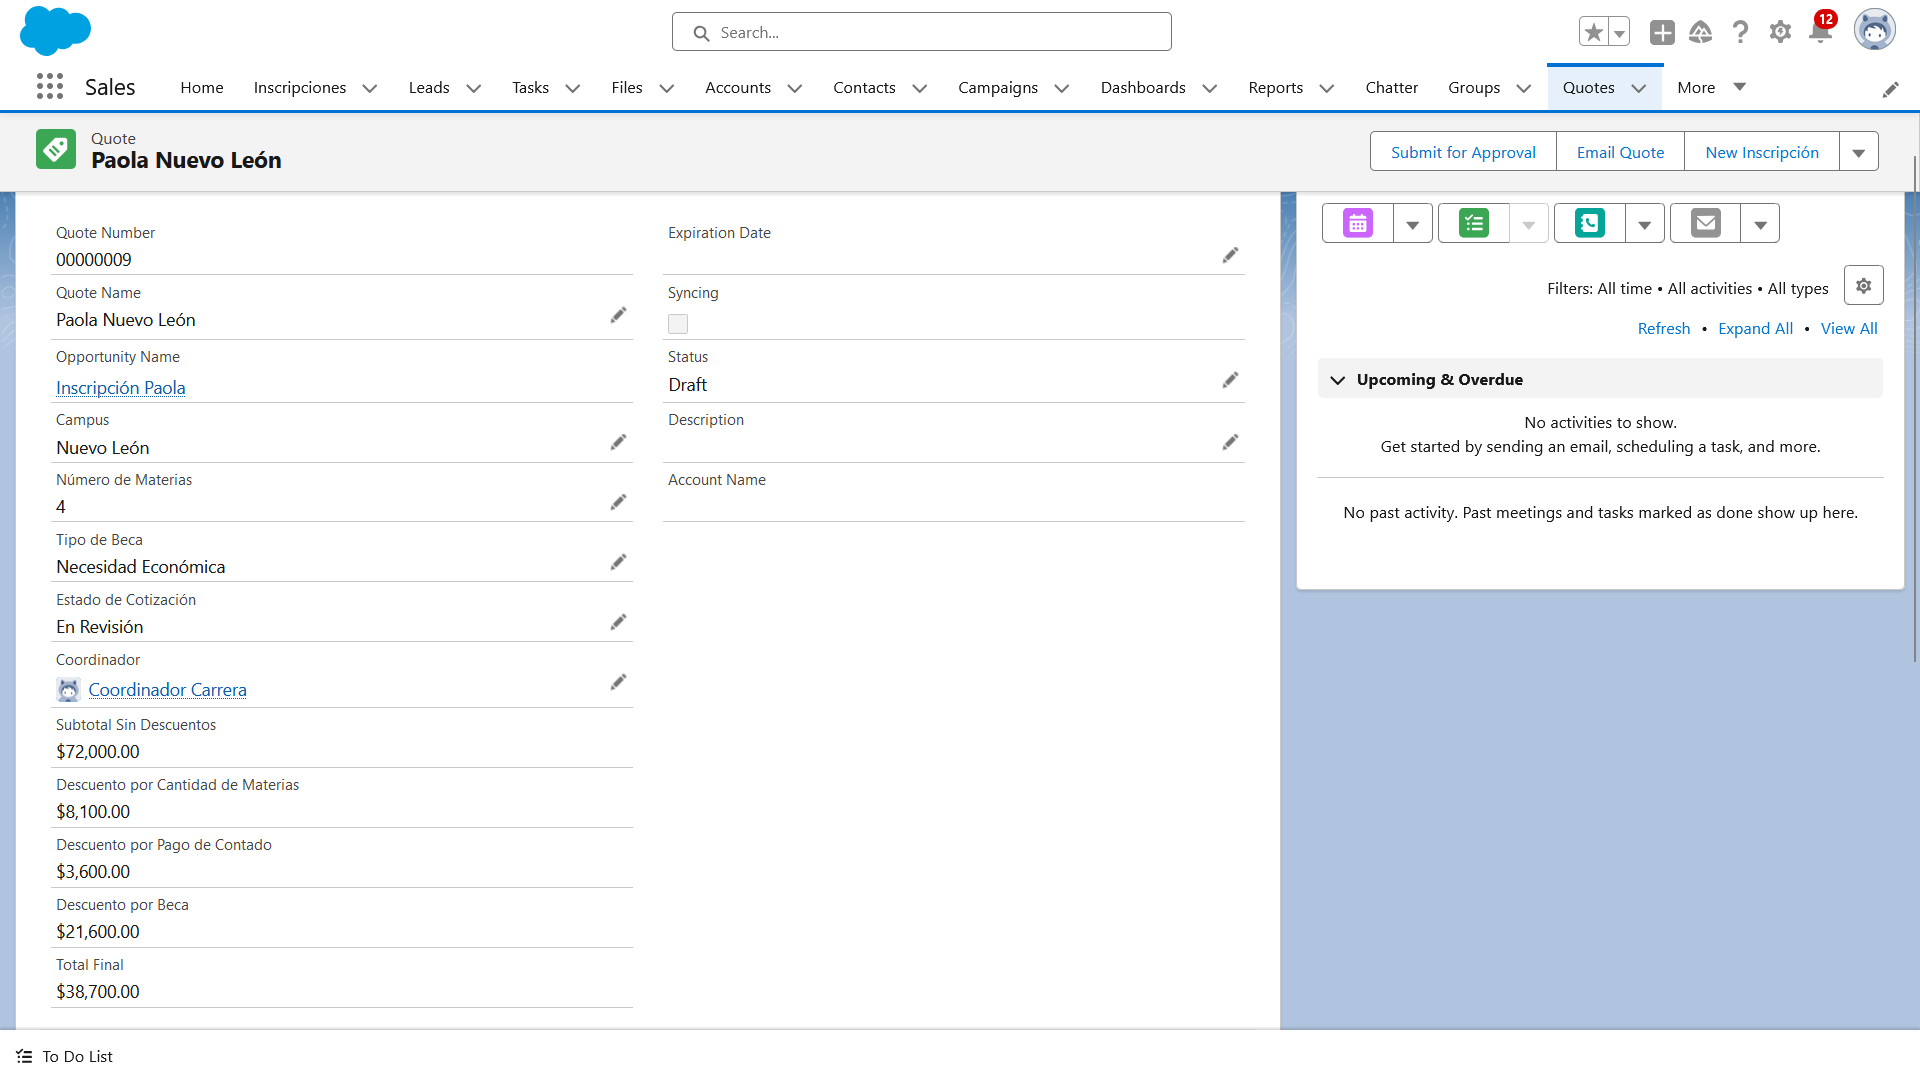 Search...
12
Sales
Home
Inscripciones
Leads
Tasks
Files
Accounts
Contacts
Campaigns
Dashboards
Reports
Chatter
Groups
Quotes
More
Quote
Paola Nuevo León
Submit for Approval
Email Quote
New Inscripción
Quote Number
00000009
Quote Name
Paola Nuevo León
Opportunity Name
Inscripción Paola
Campus
Nuevo León
Número de Materias
4
Tipo de Beca
Necesidad Económica
Estado de Cotización
En Revisión
Coordinador
Coordinador Carrera
Subtotal Sin Descuentos
$72,000.00
Descuento por Cantidad de Materias
$8,100.00
Descuento por Pago de Contado
$3,600.00
Descuento por Beca
$21,600.00
Total Final
$38,700.00
Expiration Date
Syncing
Status
Draft
Description
Account Name
Filters: All time • All activities • All types
Refresh • Expand All • View All
Upcoming & Overdue
No activities to show.
Get started by sending an email, scheduling a task, and more.
No past activity. Past meetings and tasks marked as done show up here.
To Do List